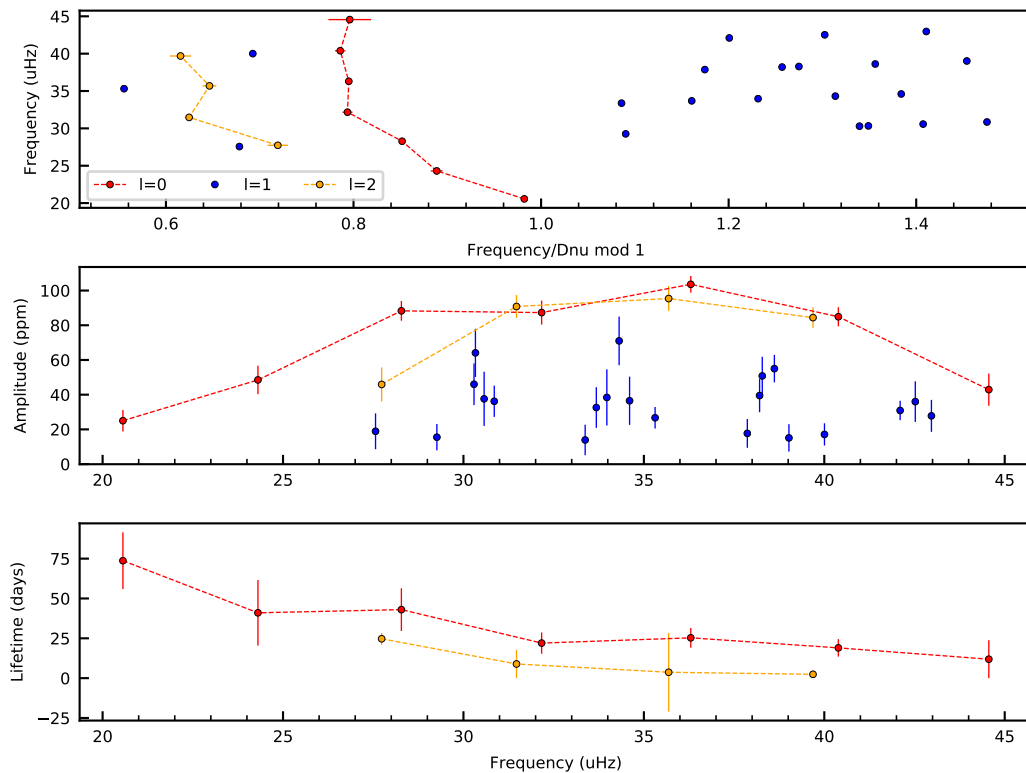 Frequency (uHz)
45
40
35
30
25
20
l=0 l=1 l=2
0.6 0.8 1.0 1.2 1.4
Frequency/Dnu mod 1
Amplitude (ppm)
100
80
60
40
20
0
20 25 30 35 40 45
Lifetime (days)
75
50
25
0
−25
20 25 30 35 40 45
Frequency (uHz)